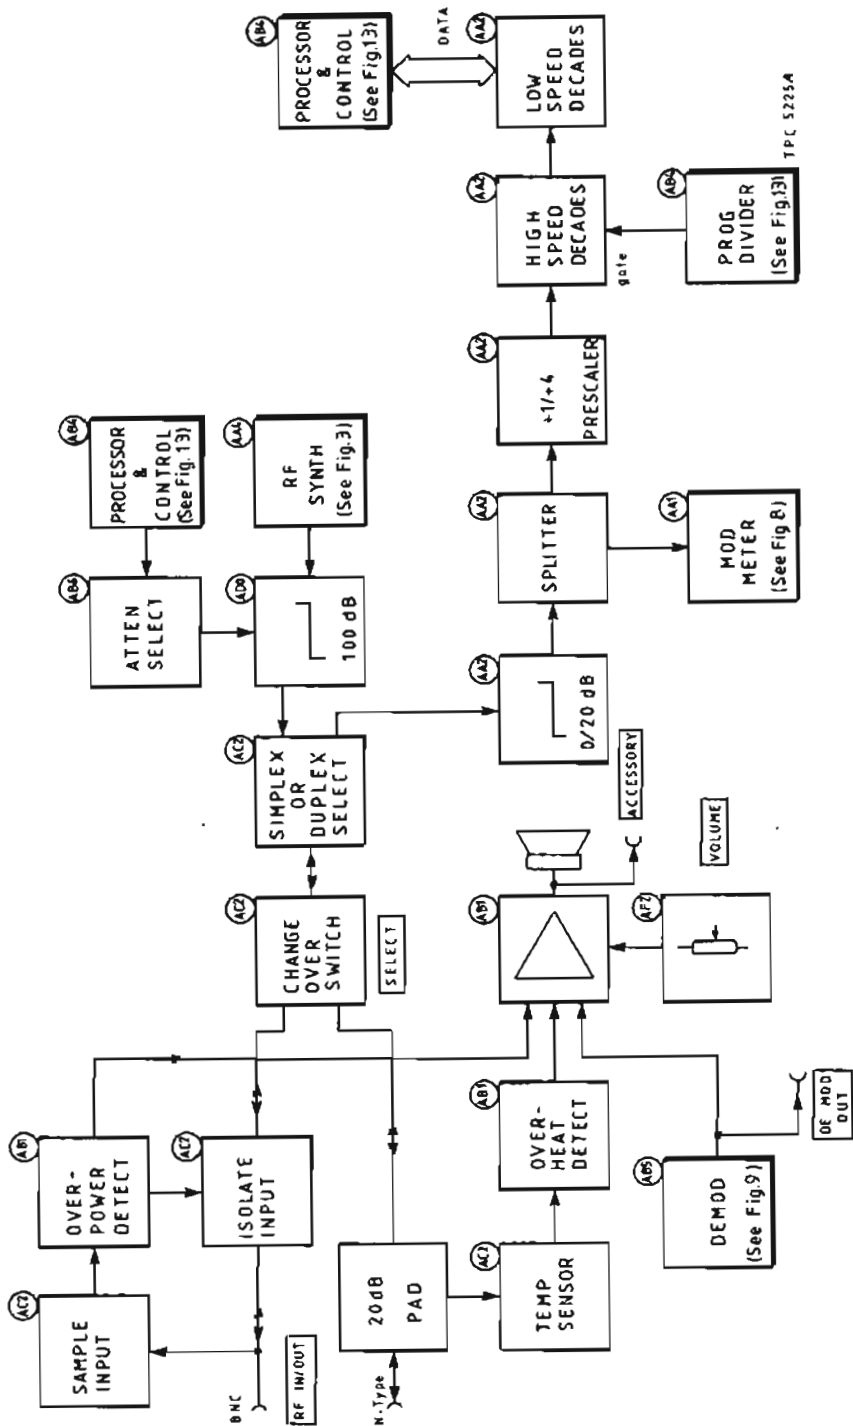 AC2
SAMPLE
INPUT
AB1
OVER-
POWER
DETECT
AC2
ISOLATE
INPUT
BNC
RF IN/OUT
N.Type
20dB
PAD
AC2
TEMP
SENSOR
AB1
OVER-
HEAT
DETECT
AB5
DEMOD
(See Fig.9)
DE MOD
OUT
AC2
CHANGE
OVER
SWITCH
SELECT
AC2
SIMPLEX
OR
DUPLEX
SELECT
AB4
ATTEN
SELECT
AB4
PROCESSOR
&
CONTROL
(See Fig.13)
AD0
100 dB
AA4
RF
SYNTH
(See Fig.3)
AB1
ACCESSORY
AF2
VOLUME
AA2
0/20 dB
AA2
SPLITTER
AA1
MOD
METER
(See Fig 8)
AA2
÷1/÷4
PRESCALER
AA2
HIGH
SPEED
DECADES
gate
AB4
PROG
DIVIDER
(See Fig.13)
AA2
LOW
SPEED
DECADES
DATA
AB4
PROCESSOR
&
CONTROL
(See Fig.13)
TPC 5225A